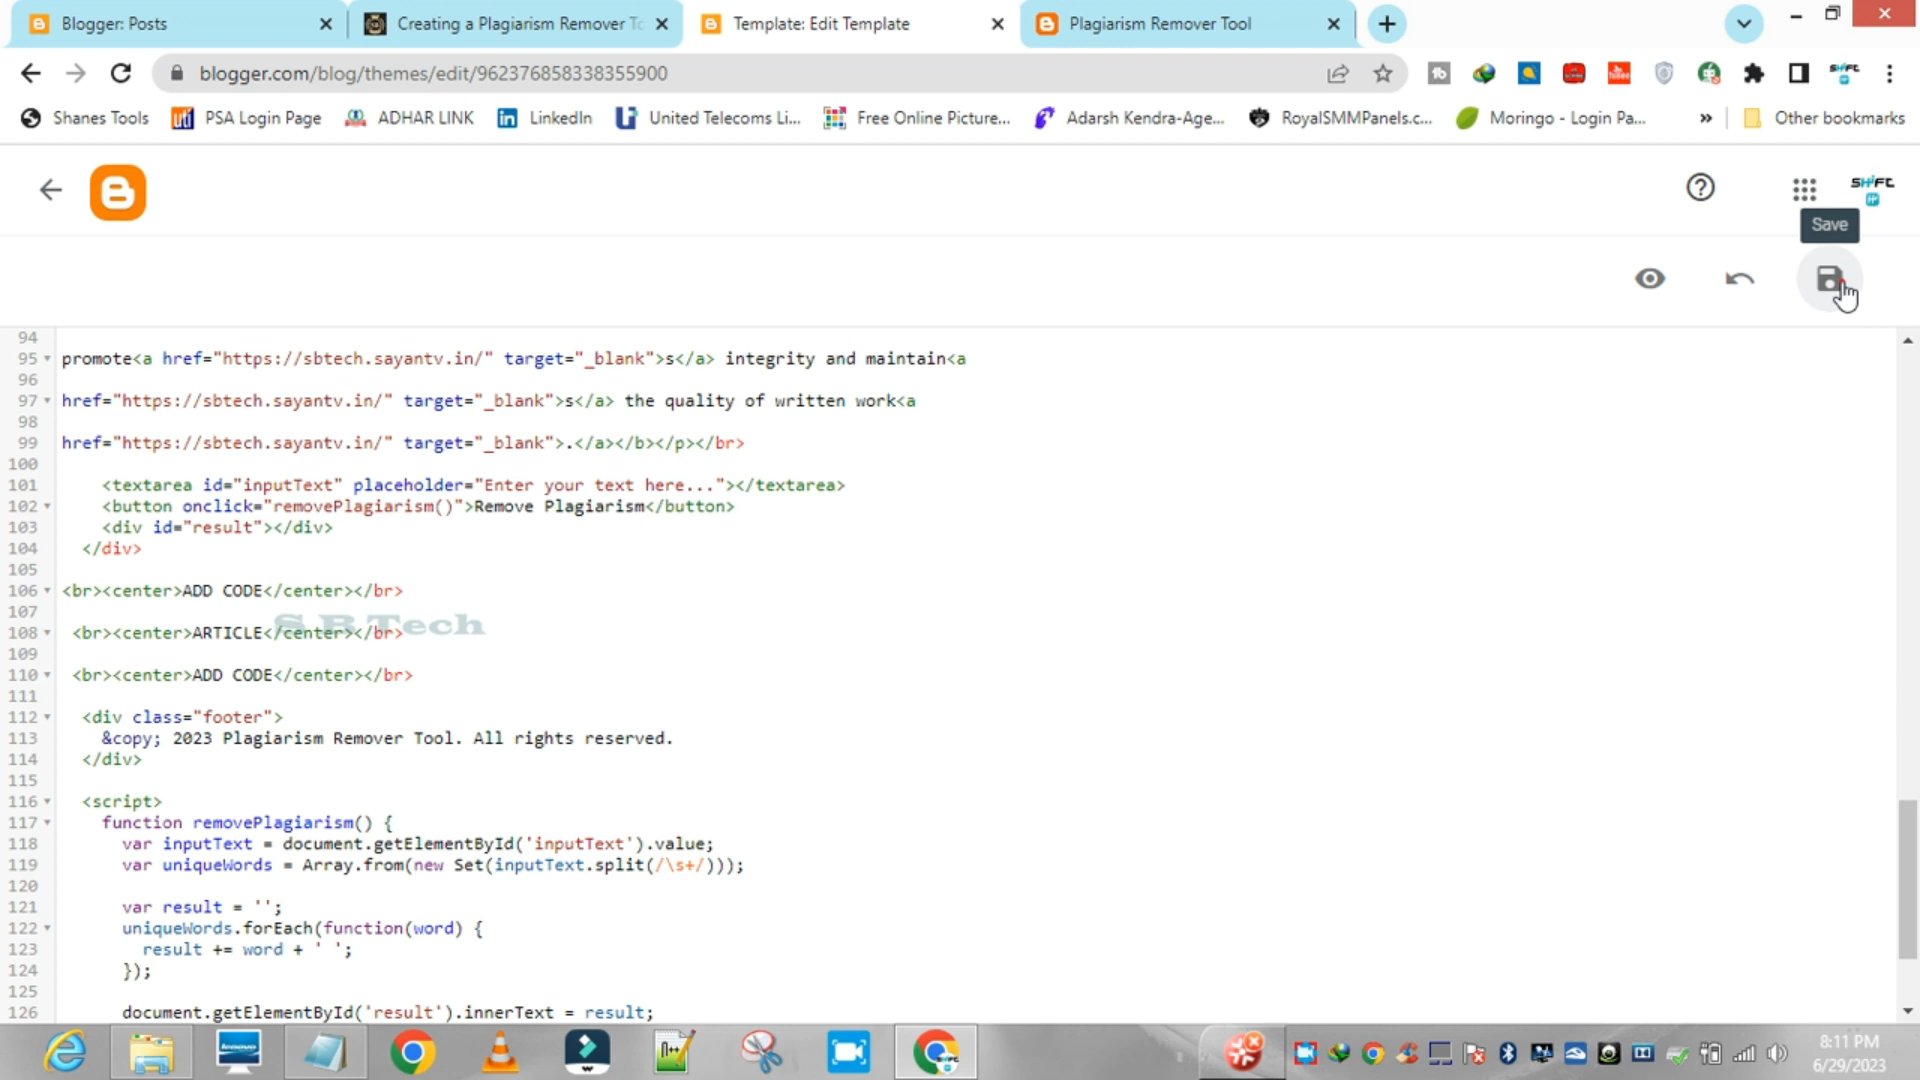 Blogger: Posts
Creating a Plagiarism Remover To
Template: Edit Template
Plagiarism Remover Tool
blogger.com/blog/themes/edit/962376858338355900
Shanes Tools
PSA Login Page
ADHAR LINK
LinkedIn
United Telecoms Li...
Free Online Picture...
Adarsh Kendra-Age...
RoyalSMMPanels.c...
Moringo - Login Pa...
»
Other bookmarks
SHiFT
Save
94
95 promote<a href="https://sbtech.sayantv.in/" target="_blank">s</a> integrity and maintain<a
96
97 href="https://sbtech.sayantv.in/" target="_blank">s</a> the quality of written work<a
98
99 href="https://sbtech.sayantv.in/" target="_blank">.</a></b></p></br>
100
101 <textarea id="inputText" placeholder="Enter your text here..."></textarea>
102 <button onclick="removePlagiarism()">Remove Plagiarism</button>
103 <div id="result"></div>
104 </div>
105
106 <br><center>ADD CODE</center></br>
107
S B Tech
108 <br><center>ARTICLE</center></br>
109
110 <br><center>ADD CODE</center></br>
111
112 <div class="footer">
113 &copy; 2023 Plagiarism Remover Tool. All rights reserved.
114 </div>
115
116 <script>
117 function removePlagiarism() {
118 var inputText = document.getElementById('inputText').value;
119 var uniqueWords = Array.from(new Set(inputText.split(/\s+/)));
120
121 var result = '';
122 uniqueWords.forEach(function(word) {
123 result += word + ' ';
124 });
125
126 document.getElementById('result').innerText = result;
lenovo
8:11 PM
6/29/2023